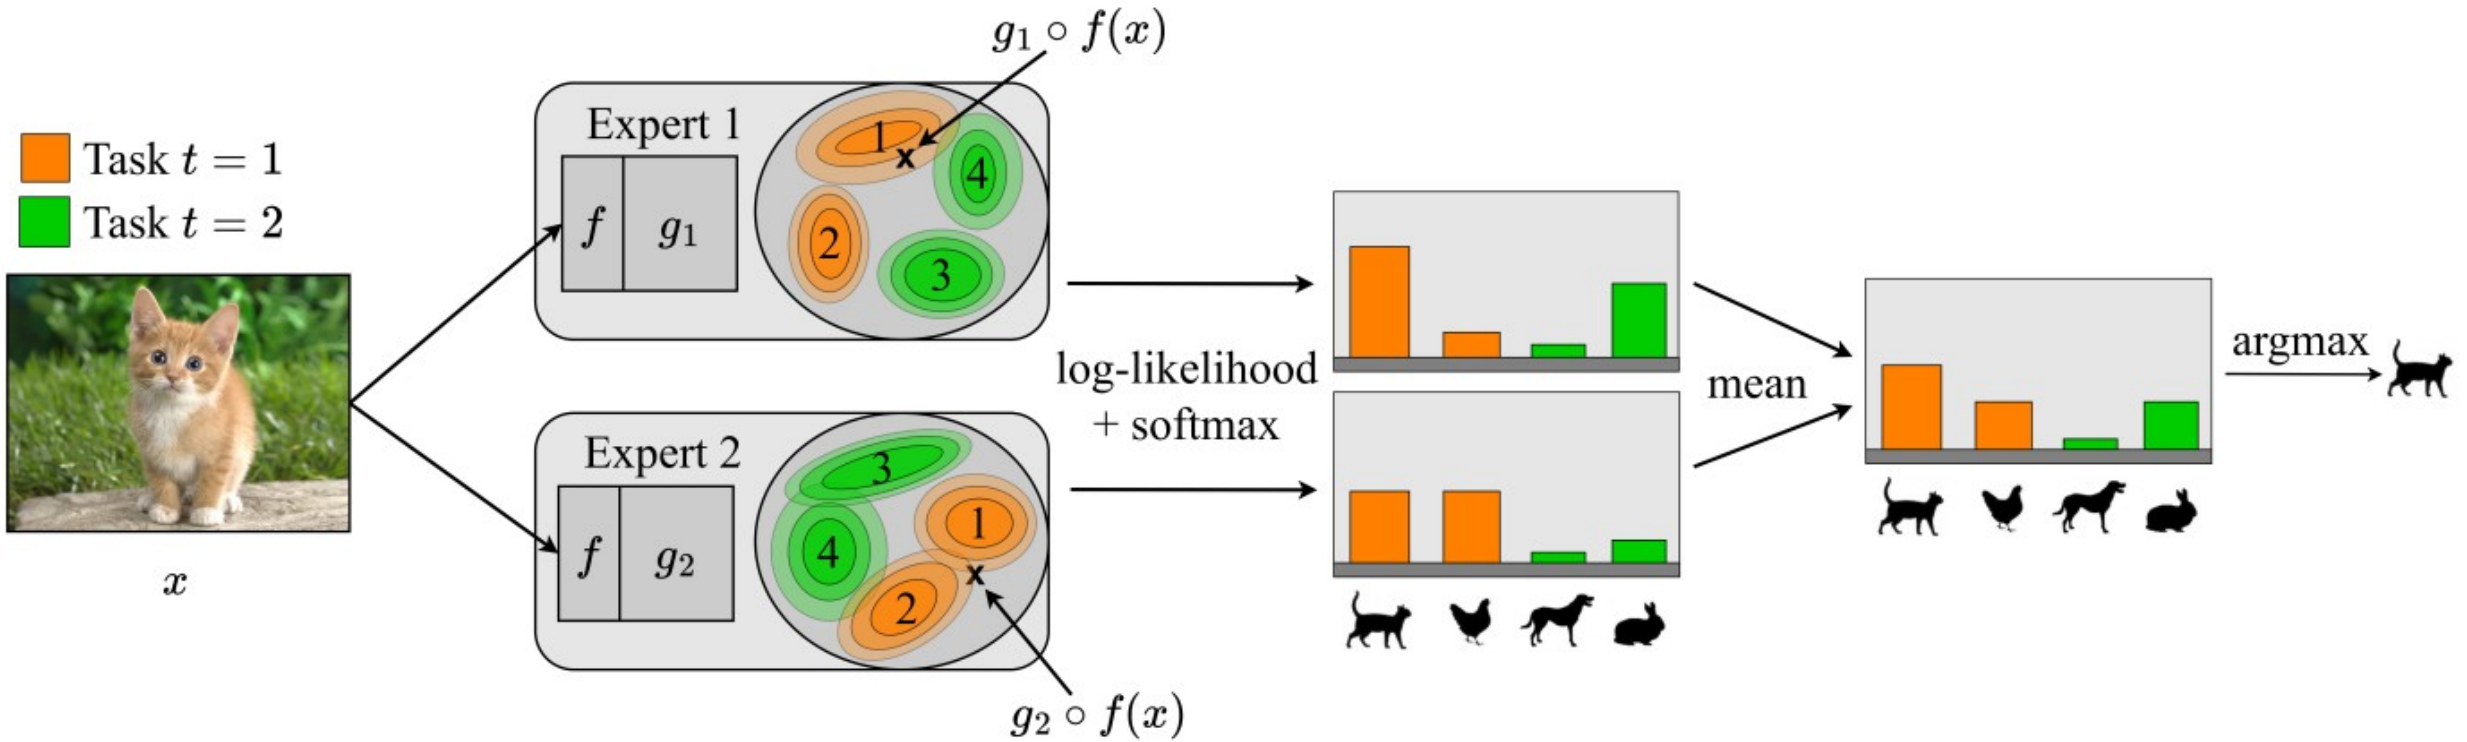 g₁ ∘ f(x)
Task t = 1
Task t = 2
x
Expert 1
f g₁
1
4
2
3
Expert 2
f g₂
3
1
4
2
g₂ ∘ f(x)
log-likelihood
+ softmax
mean
argmax
x
x